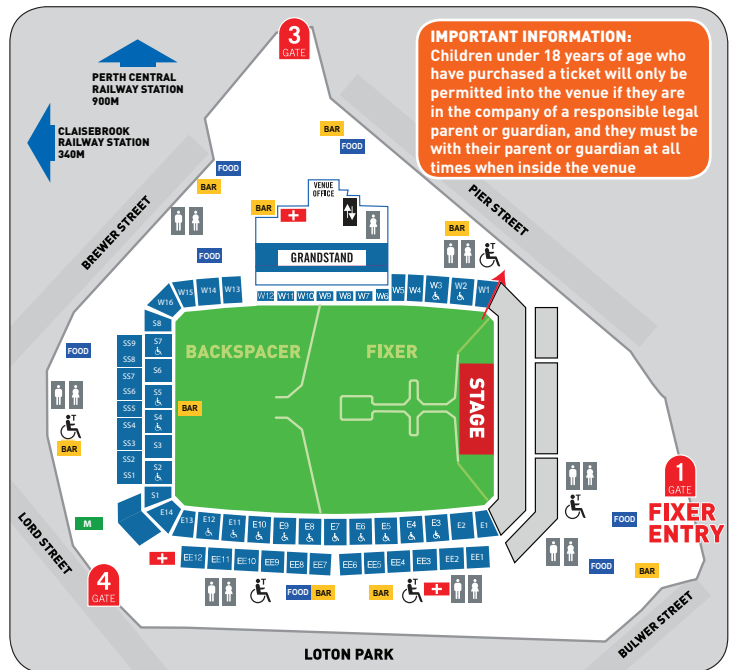 3
GATE
IMPORTANT INFORMATION:
Children under 18 years of age who
have purchased a ticket will only be
permitted into the venue if they are
in the company of a responsible legal
parent or guardian, and they must be
with their parent or guardian at all
times when inside the venue
PERTH CENTRAL
RAILWAY STATION
900M
CLAISEBROOK
RAILWAY STATION
340M
BREWER STREET
PIER STREET
BAR
FOOD
FOOD
BAR
VENUE
OFFICE
BAR
BAR
T
FOOD
GRANDSTAND
W16
W15
W14
W13
W12
W11
W10
W9
W8
W7
W6
W5
W4
W3
W2
W1
S8
SS9
S7
SS8
FOOD
BACKSPACER
FIXER
STAGE
S6
SS7
SS6
S5
SS5
BAR
S4
SS4
T
BAR
SS3
S3
SS2
S2
SS1
S1
E14
E13
E12
E11
E10
E9
E8
E7
E6
E5
E4
E3
E2
E1
EE12
EE11
EE10
EE9
EE8
EE7
EE6
EE5
EE4
EE3
EE2
EE1
M
LORD STREET
4
GATE
T
FOOD
BAR
BAR
T
T
1
GATE
FIXER
ENTRY
FOOD
FOOD
BAR
BULWER STREET
LOTON PARK